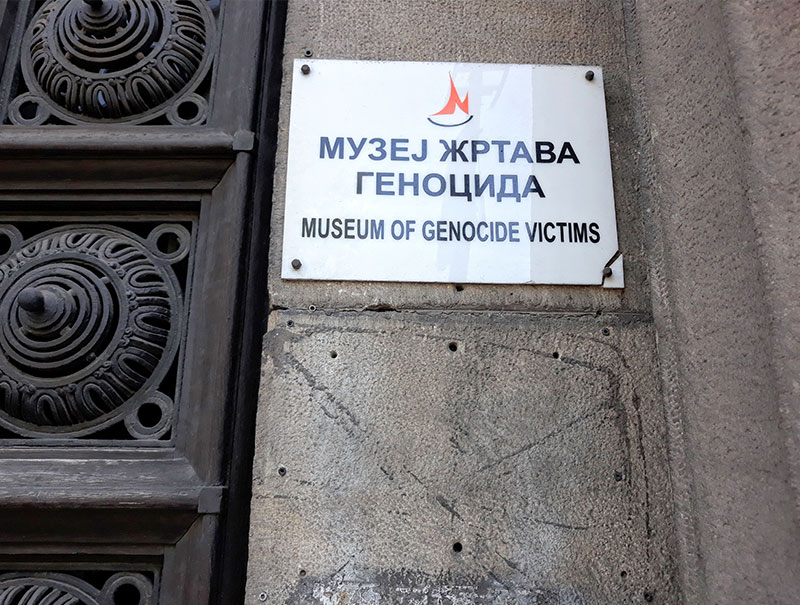 МУЗЕЈ ЖРТАВА
ГЕНОЦИДА
MUSEUM OF GENOCIDE VICTIMS